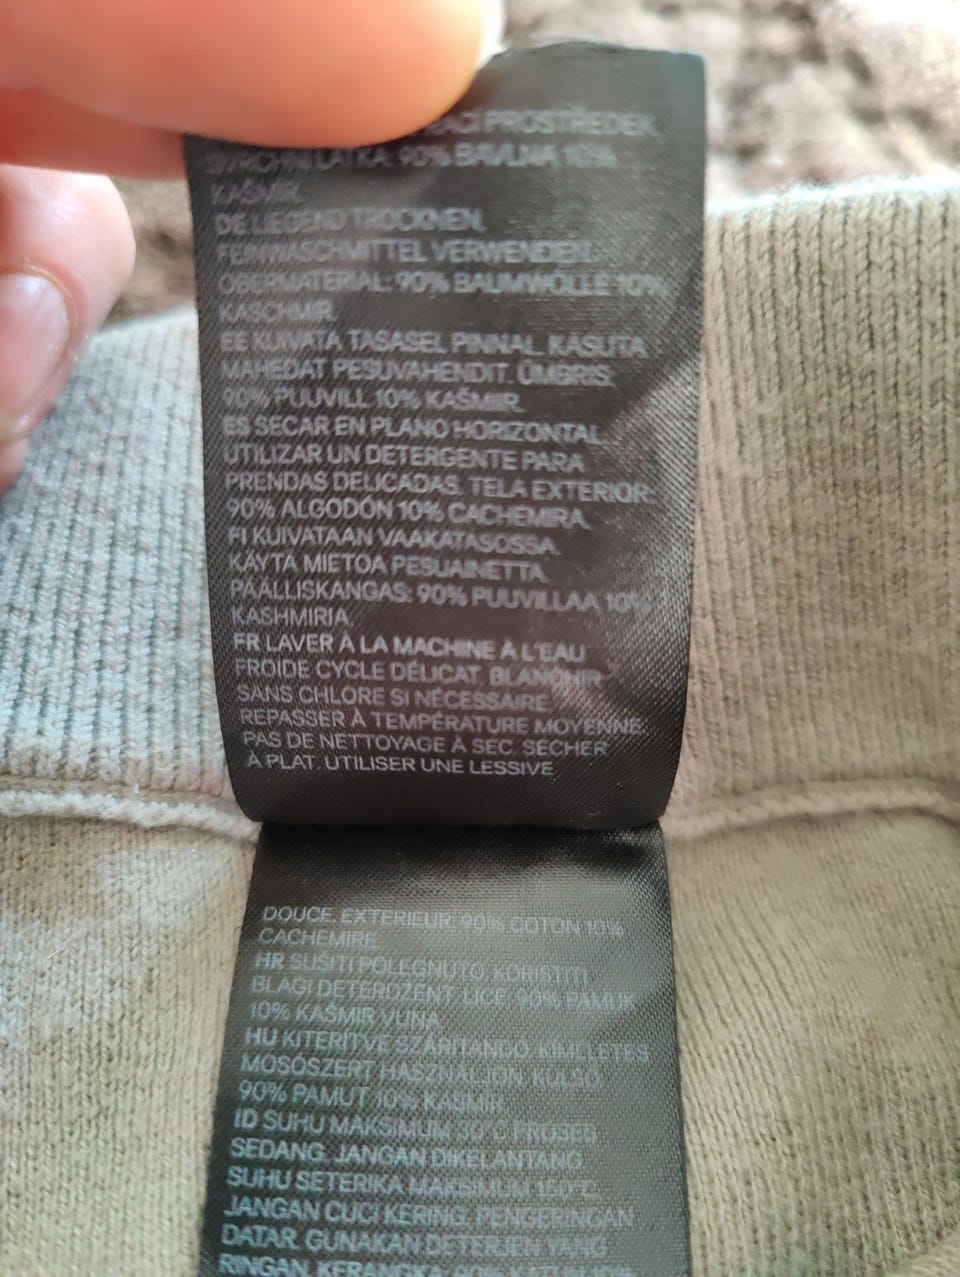 PROSTŘEDEK.
LÁTKA: 90% BAVLNA 10%
KAŠMÍR.
DE LIEGEND TROCKNEN.
FEINWASCHMITTEL VERWENDEN.
OBERMATERIAL: 90% BAUMWOLLE 10%
KASCHMIR.
EE KUIVATA TASASEL PINNAL. KASUTA
MAHEDAT PESUVAHENDIT. ÜMBRIS:
90% PUUVILL 10% KAŠMIR.
ES SECAR EN PLANO HORIZONTAL.
UTILIZAR UN DETERGENTE PARA
PRENDAS DELICADAS. TELA EXTERIOR:
90% ALGODÓN 10% CACHEMIRA.
FI KUIVATAAN VAAKATASOSSA.
KÄYTÄ MIETOA PESUAINETTA.
PÄÄLLISKANGAS: 90% PUUVILLAA 10%
KASHMIRIA.
FR LAVER À LA MACHINE À L'EAU
FROIDE CYCLE DÉLICAT. BLANCHIR
SANS CHLORE SI NÉCESSAIRE.
REPASSER À TEMPÉRATURE MOYENNE.
PAS DE NETTOYAGE À SEC. SÉCHER
À PLAT. UTILISER UNE LESSIVE
DOUCE. EXTÉRIEUR: 90% COTON 10%
CACHEMIRE.
HR SUŠITI POLEGNUTO. KORISTITI
BLAGI DETERDŽENT. LICE: 90% PAMUK
10% KAŠMIR VUNA.
HU KITERÍTVE SZÁRÍTANDÓ. KÍMÉLETES
MOSÓSZERT HASZNÁLJON. KÜLSŐ:
90% PAMUT 10% KASMÍR.
ID SUHU MAKSIMUM 30°C PROSES
SEDANG. JANGAN DIKELANTANG.
SUHU SETERIKA MAKSIMUM 150°C.
JANGAN CUCI KERING. PENGERINGAN
DATAR. GUNAKAN DETERJEN YANG
RINGAN. KERANGKA: